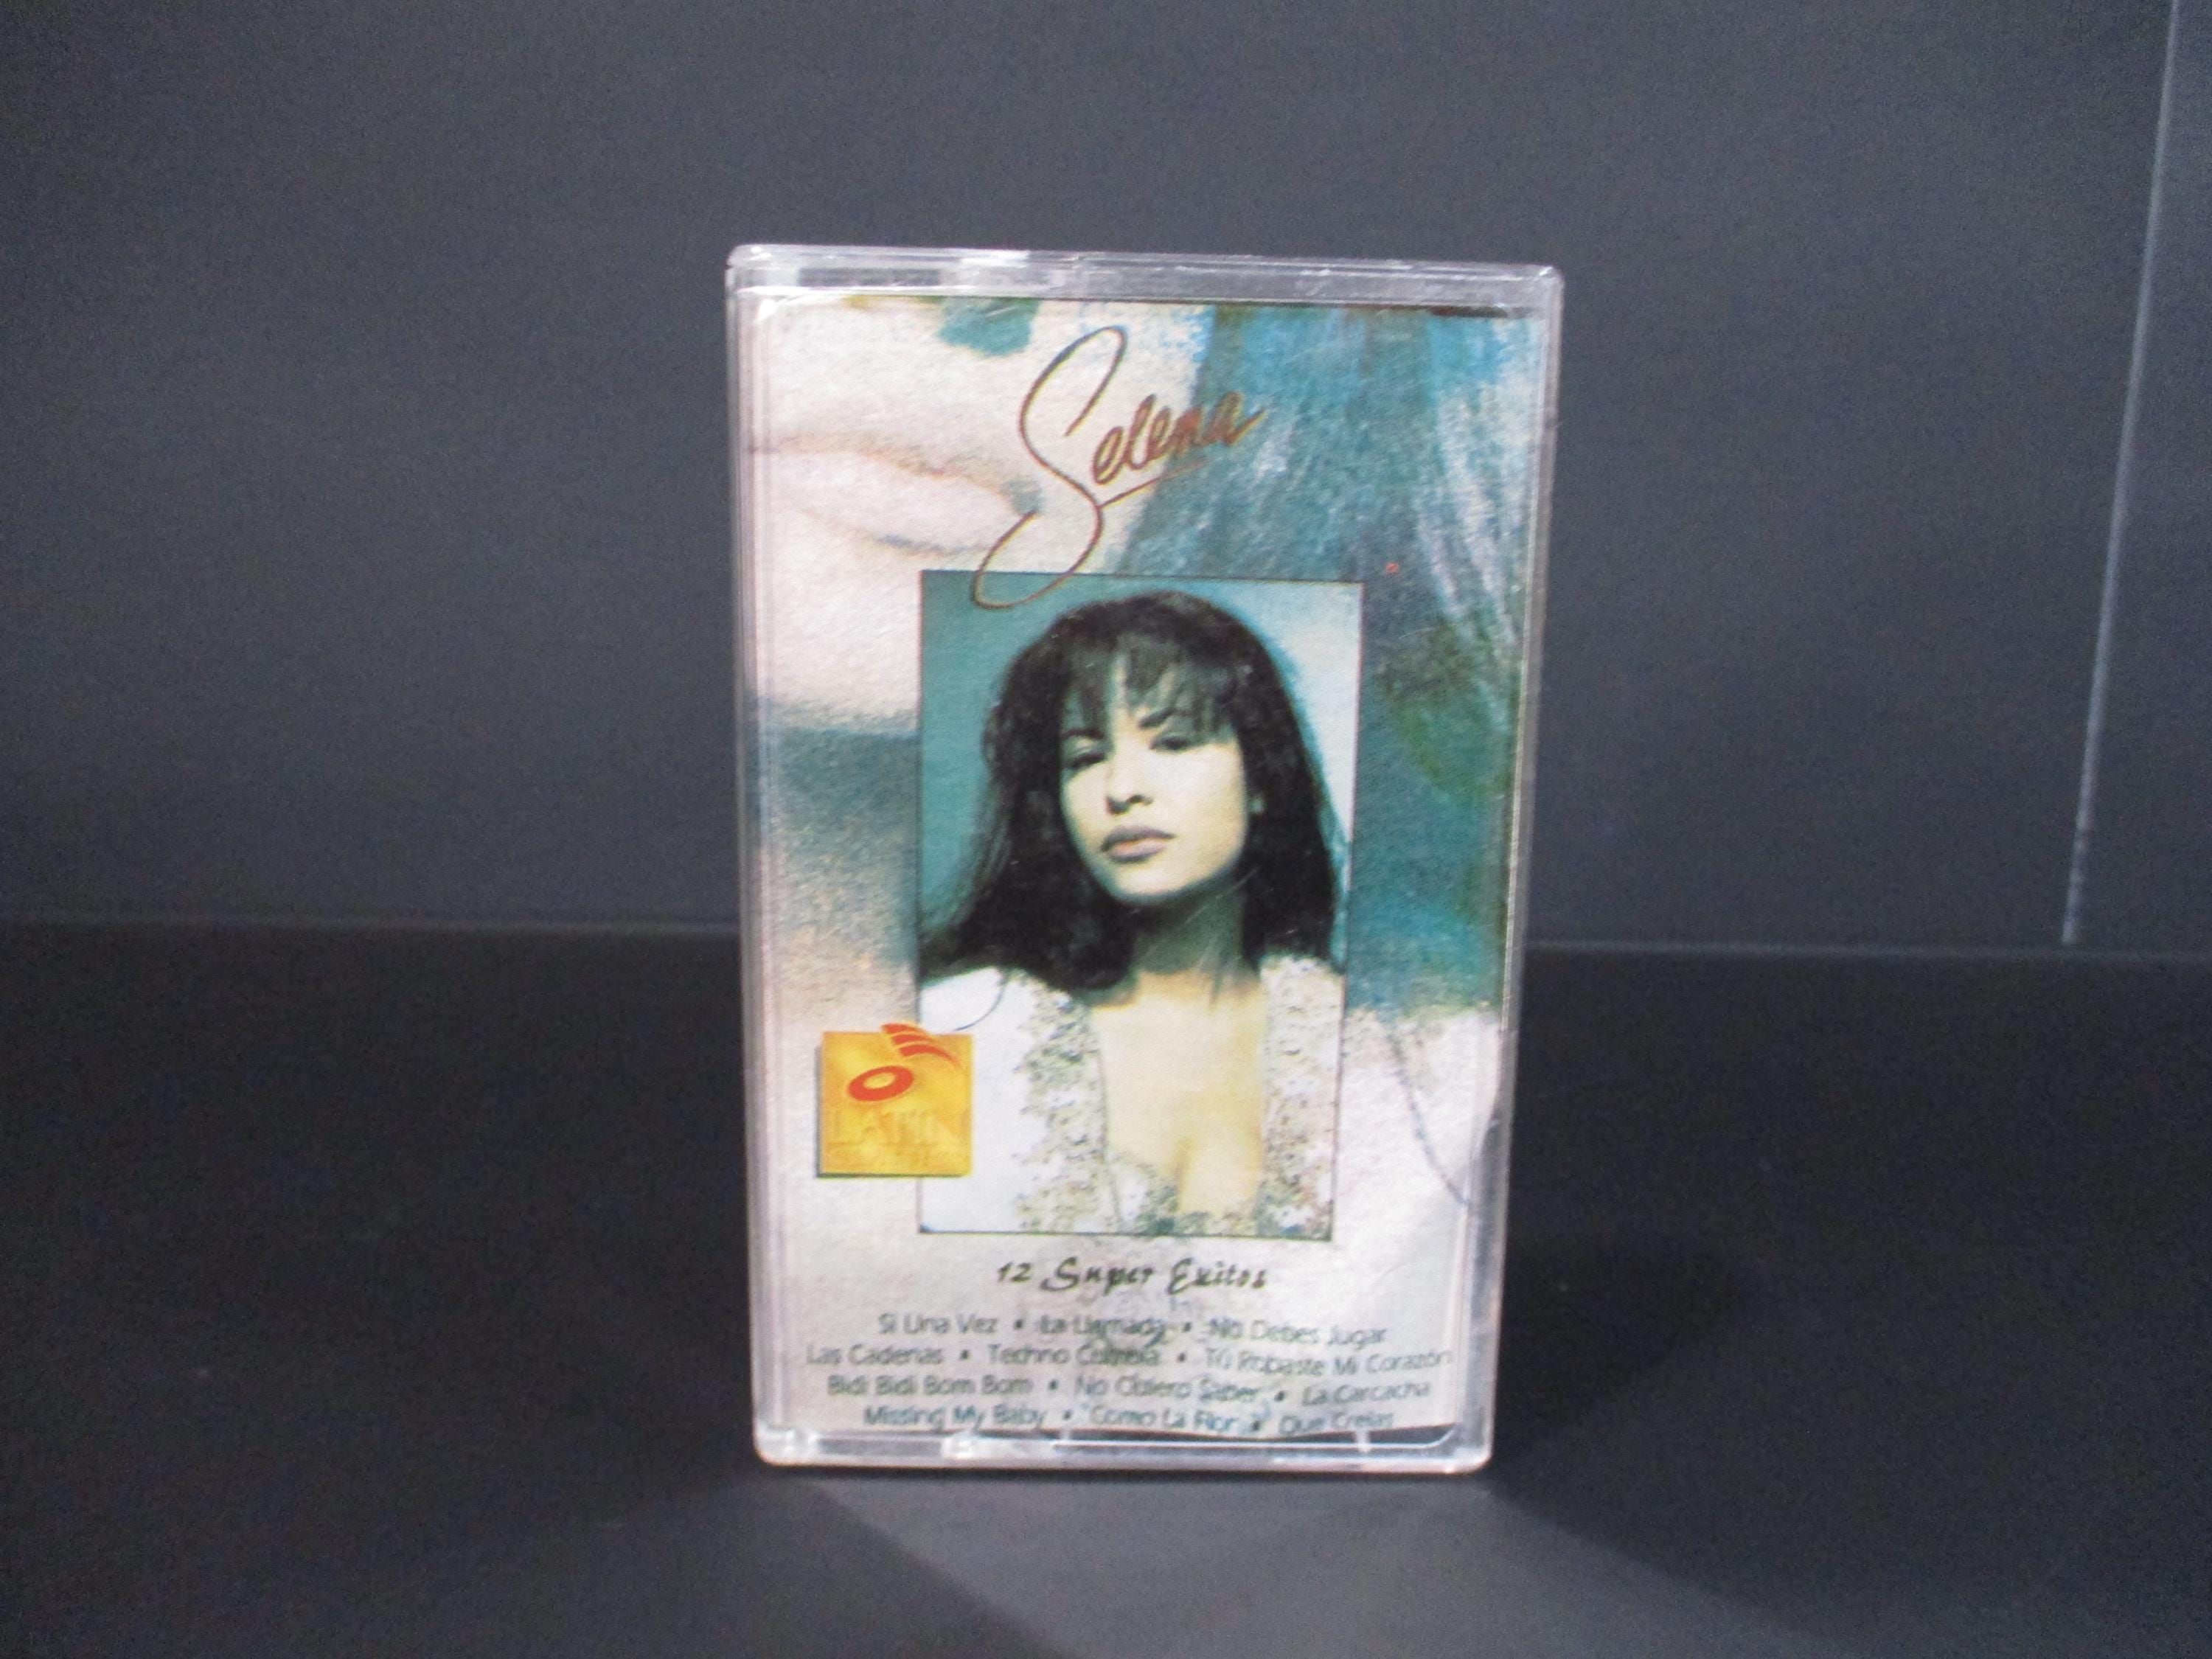 Selena
LATIN
12 Super Exitos
Si Una Vez • La Llamada • No Debes Jugar
Las Cadenas • Techno Cumbia • Tú Robaste Mi Corazón
Bidi Bidi Bom Bom • No Quiero Saber • La Carcacha
Missing My Baby • Como La Flor • Que Creias